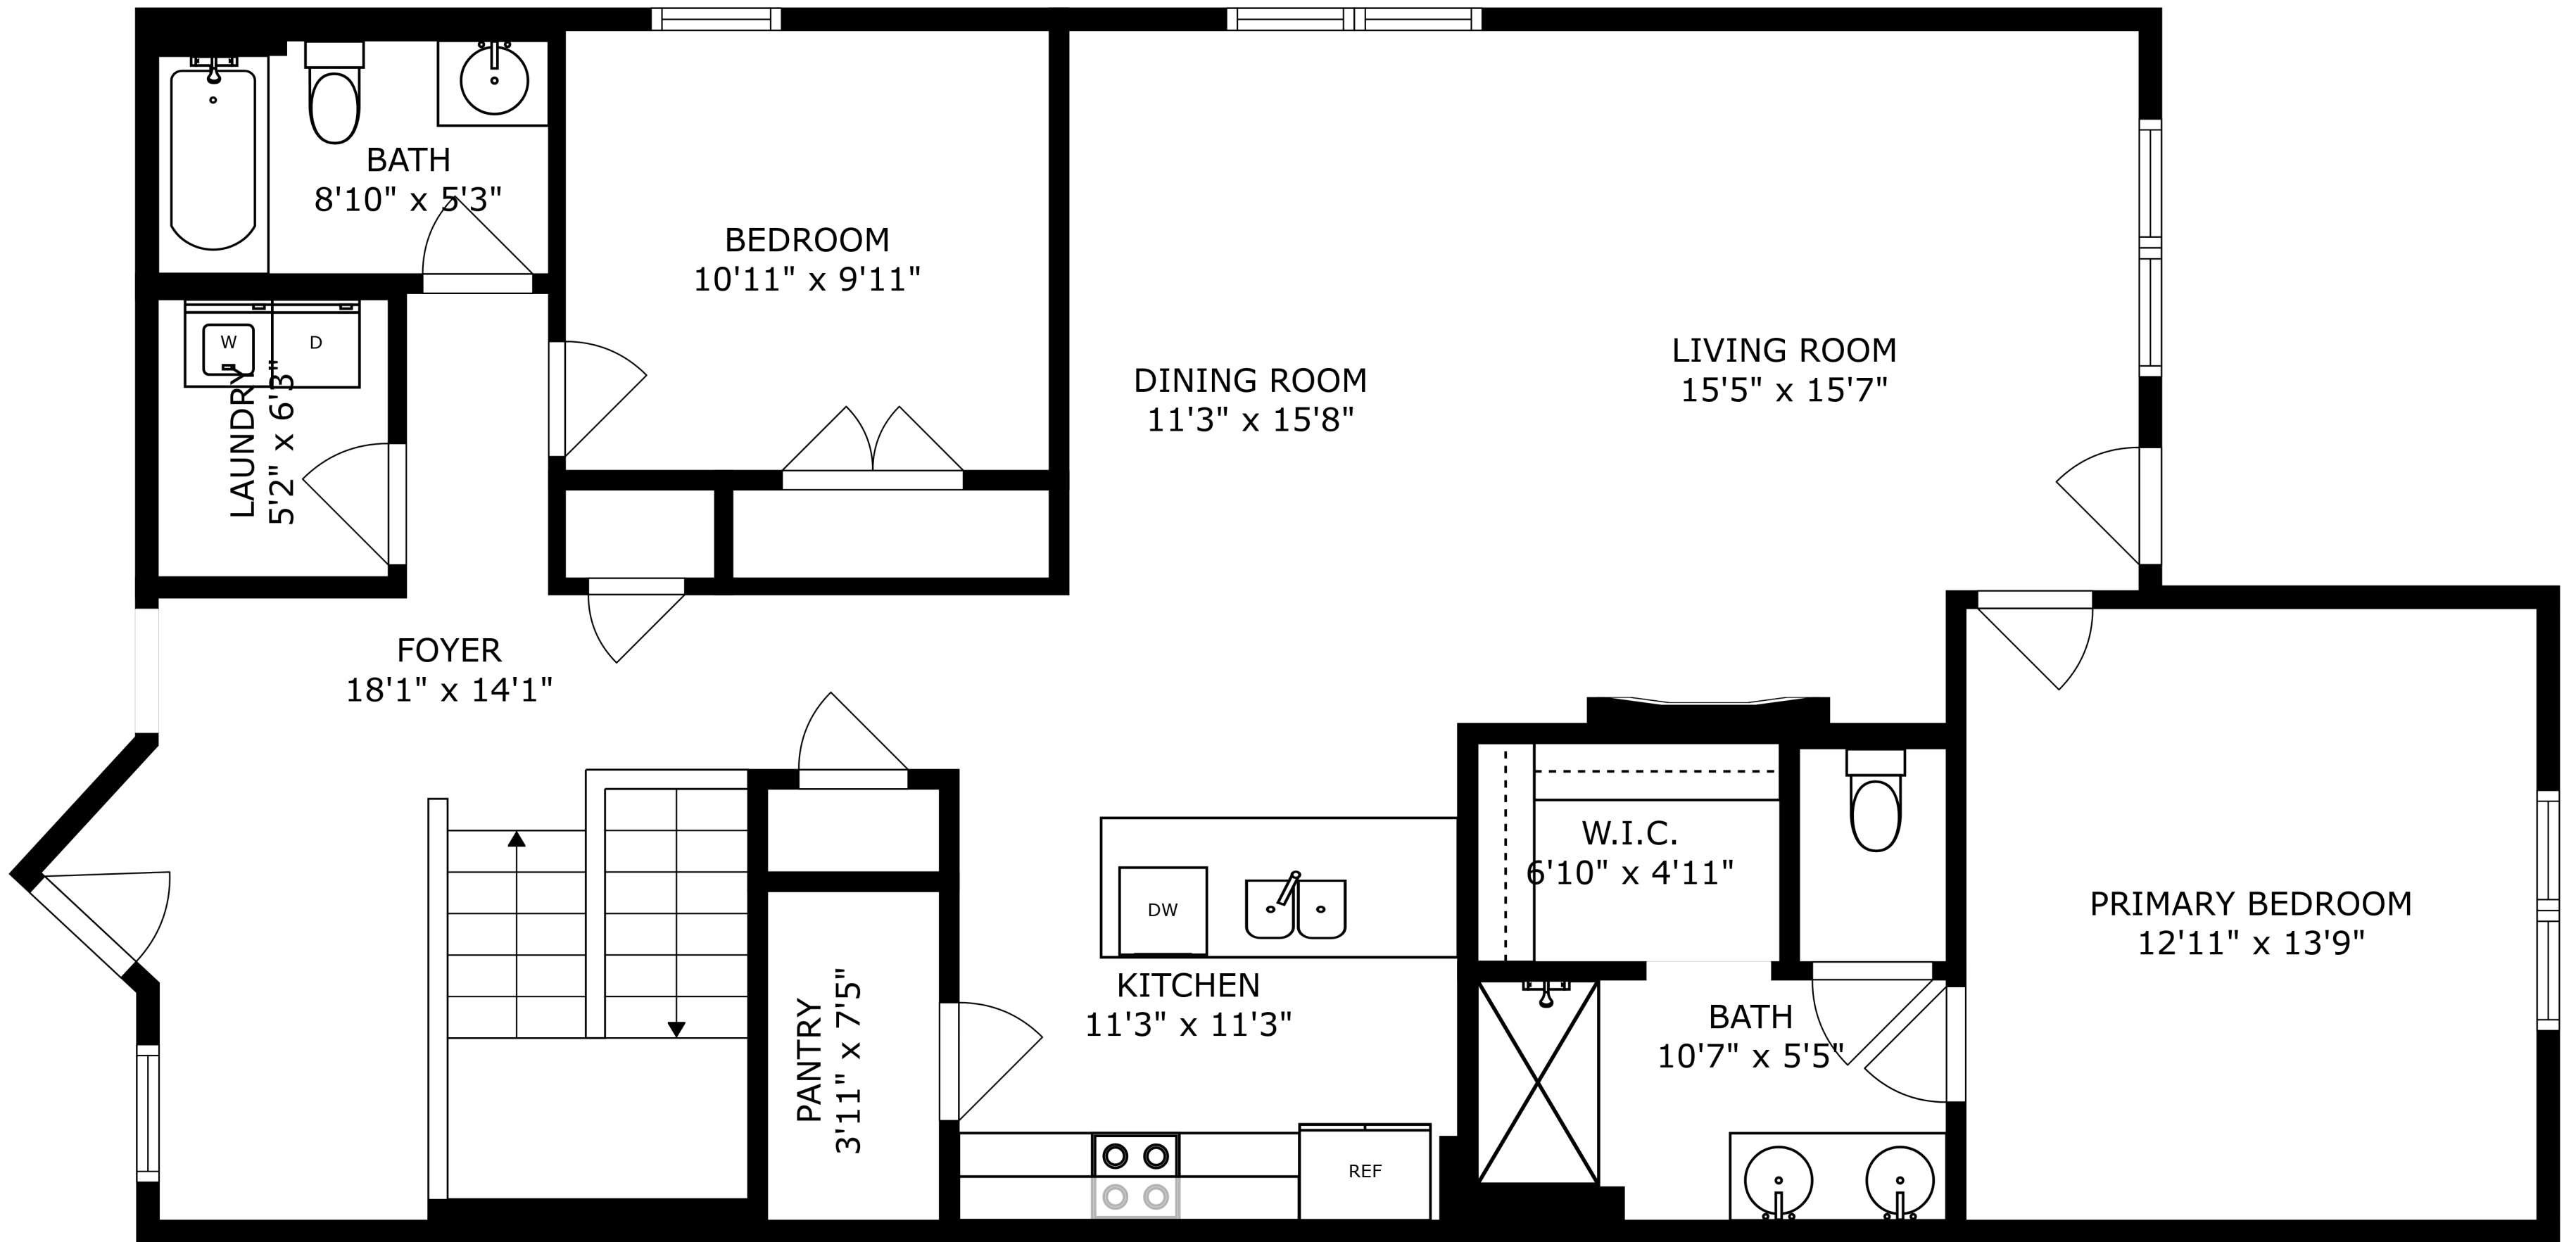 BATH
8'10" x 5'3"
BEDROOM
10'11" x 9'11"
W
D
LAUNDRY
5'2" x 6'3"
DINING ROOM
11'3" x 15'8"
LIVING ROOM
15'5" x 15'7"
FOYER
18'1" x 14'1"
W.I.C.
6'10" x 4'11"
DW
PRIMARY BEDROOM
12'11" x 13'9"
KITCHEN
11'3" x 11'3"
PANTRY
3'11" x 7'5"
BATH
10'7" x 5'5"
REF